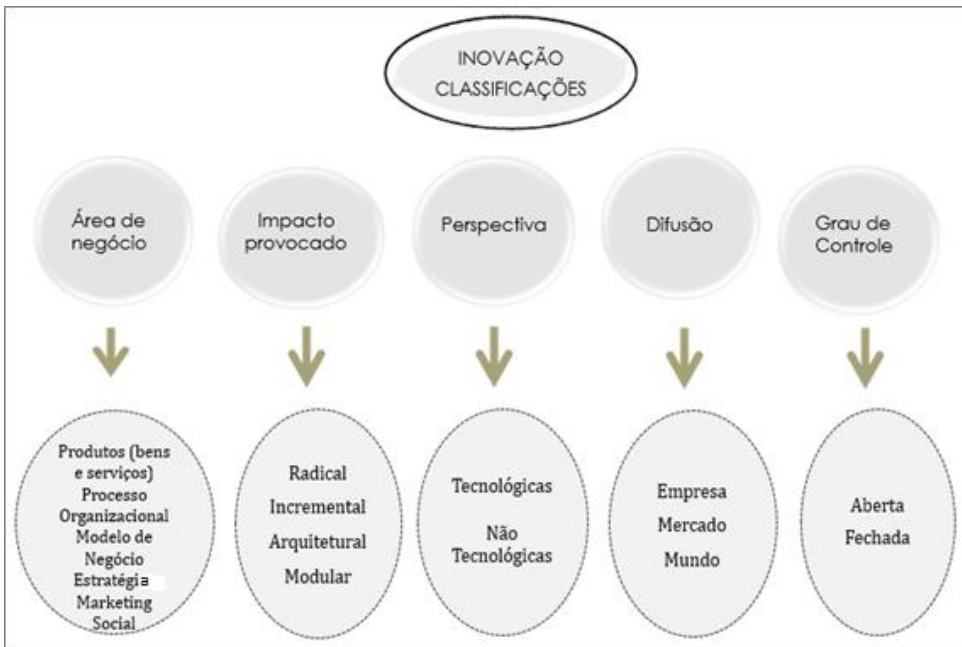 INOVAÇÃO
CLASSIFICAÇÕES
Área de
negócio
Impacto
provocado
Perspectiva
Difusão
Grau de
Controle
Produtos (bens
e serviços)
Processo
Organizacional
Modelo de
Negócio
Estratégia
Marketing
Social
Radical
Incremental
Arquitetural
Modular
Tecnológicas
Não
Tecnológicas
Empresa
Mercado
Mundo
Aberta
Fechada